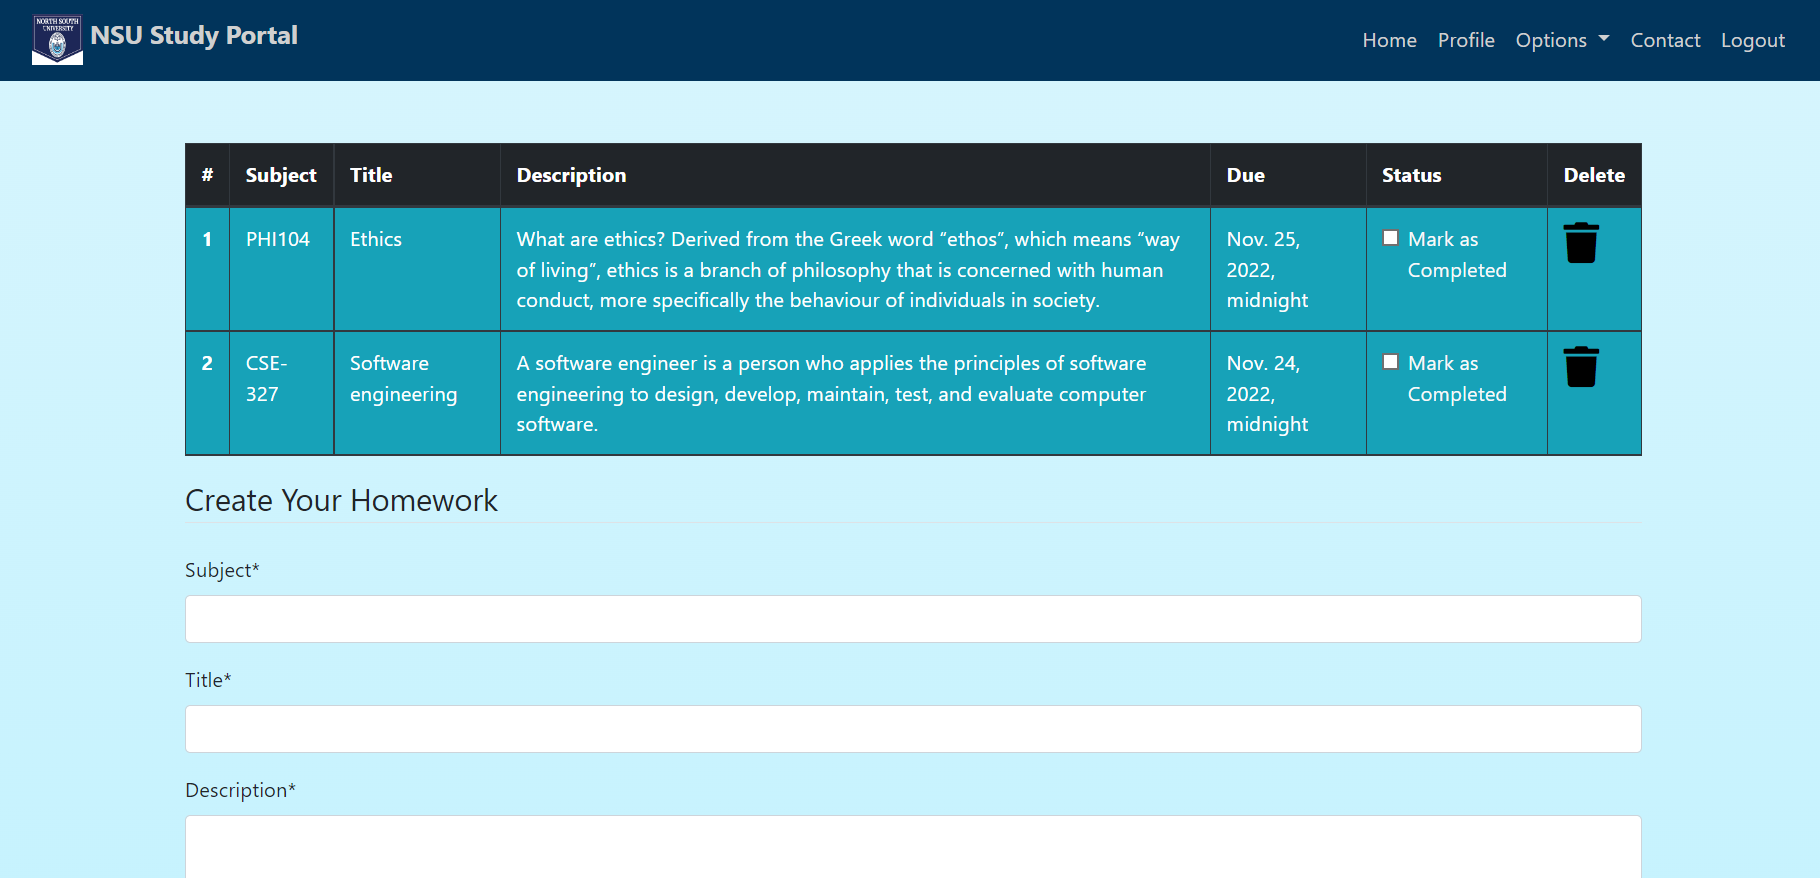 NORTH SOUTH
UNIVERSITY
NSU Study Portal
Home Profile Options Contact Logout
# Subject Title Description Due Status Delete
1 PHI104 Ethics What are ethics? Derived from the Greek word “ethos”, which means “way Nov. 25, Mark as
of living”, ethics is a branch of philosophy that is concerned with human 2022, Completed
conduct, more specifically the behaviour of individuals in society. midnight
2 CSE- Software A software engineer is a person who applies the principles of software Nov. 24, Mark as
327 engineering engineering to design, develop, maintain, test, and evaluate computer 2022, Completed
software. midnight
Create Your Homework
Subject*
Title*
Description*